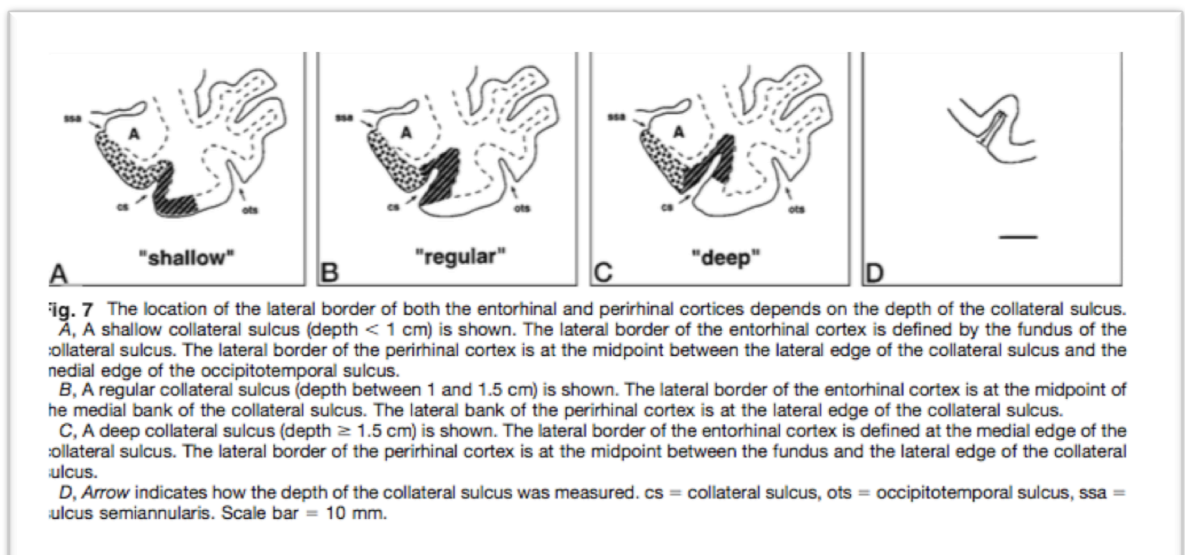 ssa
A
cs
ots
"shallow"
A
ssa
A
cs
ots
"regular"
B
ssa
A
cs
ots
"deep"
C
D
ig. 7 The location of the lateral border of both the entorhinal and perirhinal cortices depends on the depth of the collateral sulcus.
A, A shallow collateral sulcus (depth < 1 cm) is shown. The lateral border of the entorhinal cortex is defined by the fundus of the
ollateral sulcus. The lateral border of the perirhinal cortex is at the midpoint between the lateral edge of the collateral sulcus and the
nedial edge of the occipitotemporal sulcus.
B, A regular collateral sulcus (depth between 1 and 1.5 cm) is shown. The lateral border of the entorhinal cortex is at the midpoint of
he medial bank of the collateral sulcus. The lateral bank of the perirhinal cortex is at the lateral edge of the collateral sulcus.
C, A deep collateral sulcus (depth ≥ 1.5 cm) is shown. The lateral border of the entorhinal cortex is defined at the medial edge of the
ollateral sulcus. The lateral border of the perirhinal cortex is at the midpoint between the fundus and the lateral edge of the collateral
ulcus.
D, Arrow indicates how the depth of the collateral sulcus was measured. cs = collateral sulcus, ots = occipitotemporal sulcus, ssa =
ulcus semiannularis. Scale bar = 10 mm.